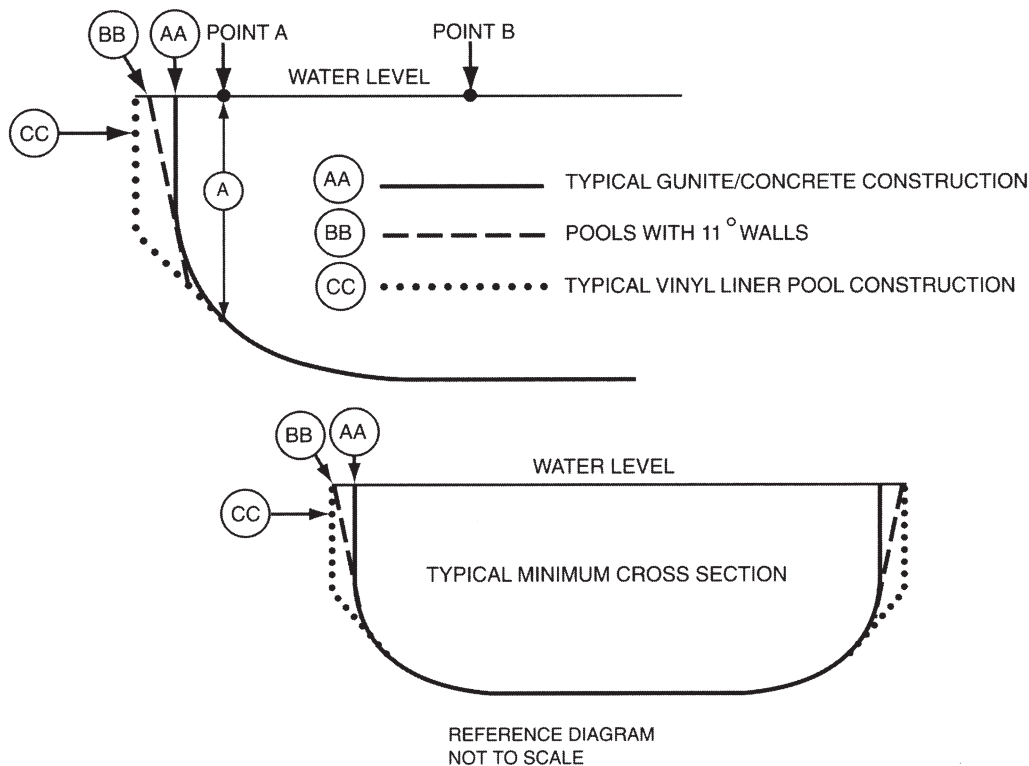 BB AA POINT A POINT B
WATER LEVEL
CC
A
AA TYPICAL GUNITE/CONCRETE CONSTRUCTION
BB POOLS WITH 11° WALLS
CC TYPICAL VINYL LINER POOL CONSTRUCTION
BB AA
WATER LEVEL
CC
TYPICAL MINIMUM CROSS SECTION
REFERENCE DIAGRAM
NOT TO SCALE